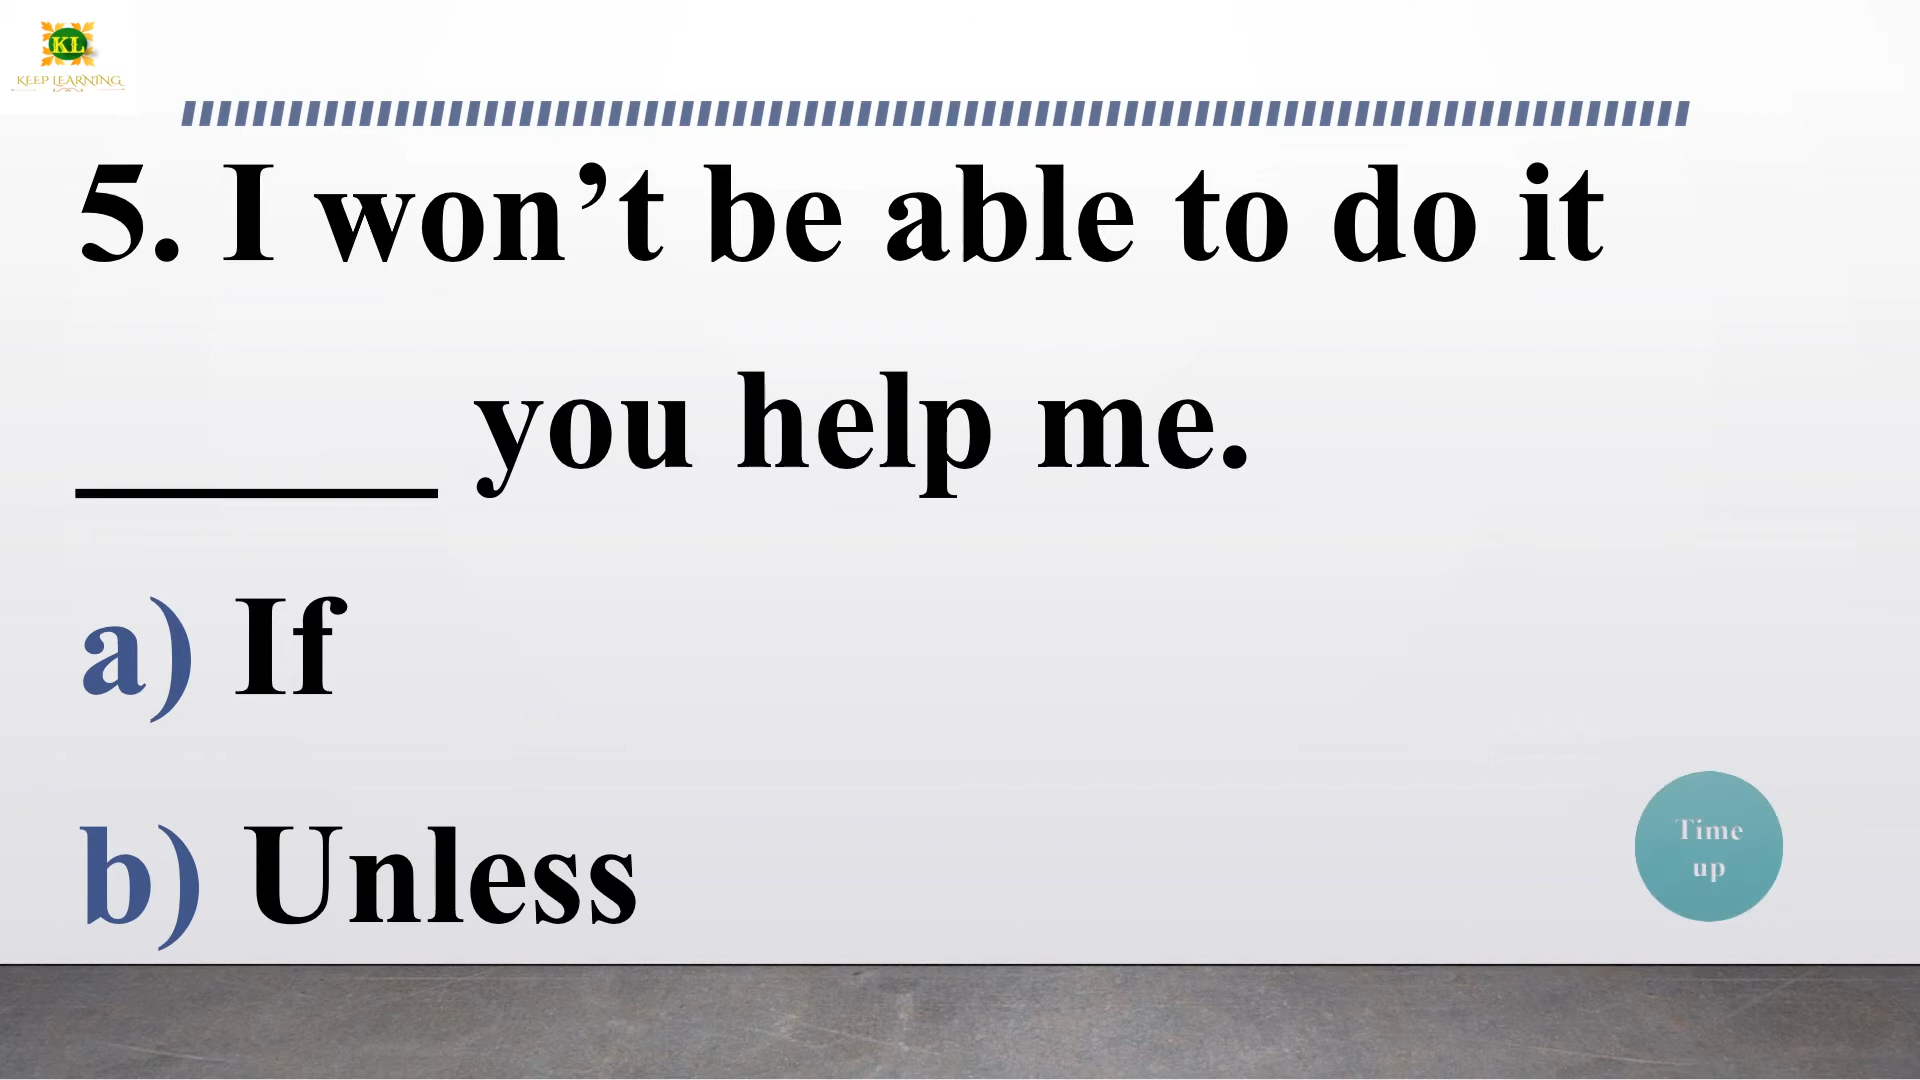 KL
KEEP LEARNING
5. I won’t be able to do it
______ you help me.
a) If
b) Unless
Time
up